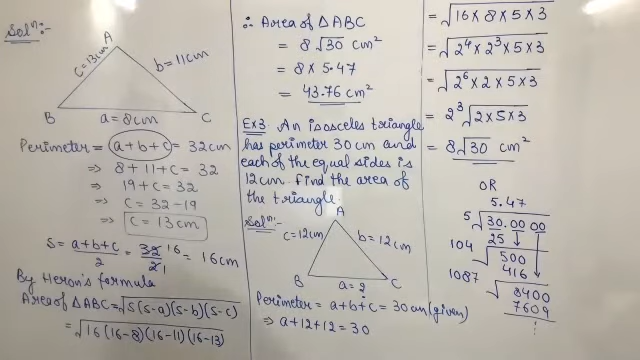 Solⁿ:-
A
c=13cm
b=11cm
B
a=8cm
C
Perimeter = (a+b+c) = 32cm
⇒ 8+11+c = 32
⇒ 19+c = 32
⇒ c = 32-19
⇒ c = 13cm
S = a+b+c/2 = 32/2 16/1 = 16cm
By Heron's formula
Area of △ABC = √S(S-a)(S-b)(S-c)
= √16(16-8)(16-11)(16-13)
∴ Area of △ABC
= 8√30 cm²
= 8 × 5.47
= 43.76 cm²
Ex3. An isosceles triangle
has perimeter 30cm and
each of the equal sides is
12cm. find the area of
the triangle.
Solⁿ:-
A
c=12cm
b=12cm
B
a=?
C
Perimeter = a+b+c = 30cm (given)
⇒ a+12+12 = 30
= √16×8×5×3
= √2⁴×2³×5×3
= √2⁶×2×5×3
= 2³√2×5×3
= 8√30 cm²
OR
5.47
5 √30.00 00
25
104 500
416
1087 8400
7609